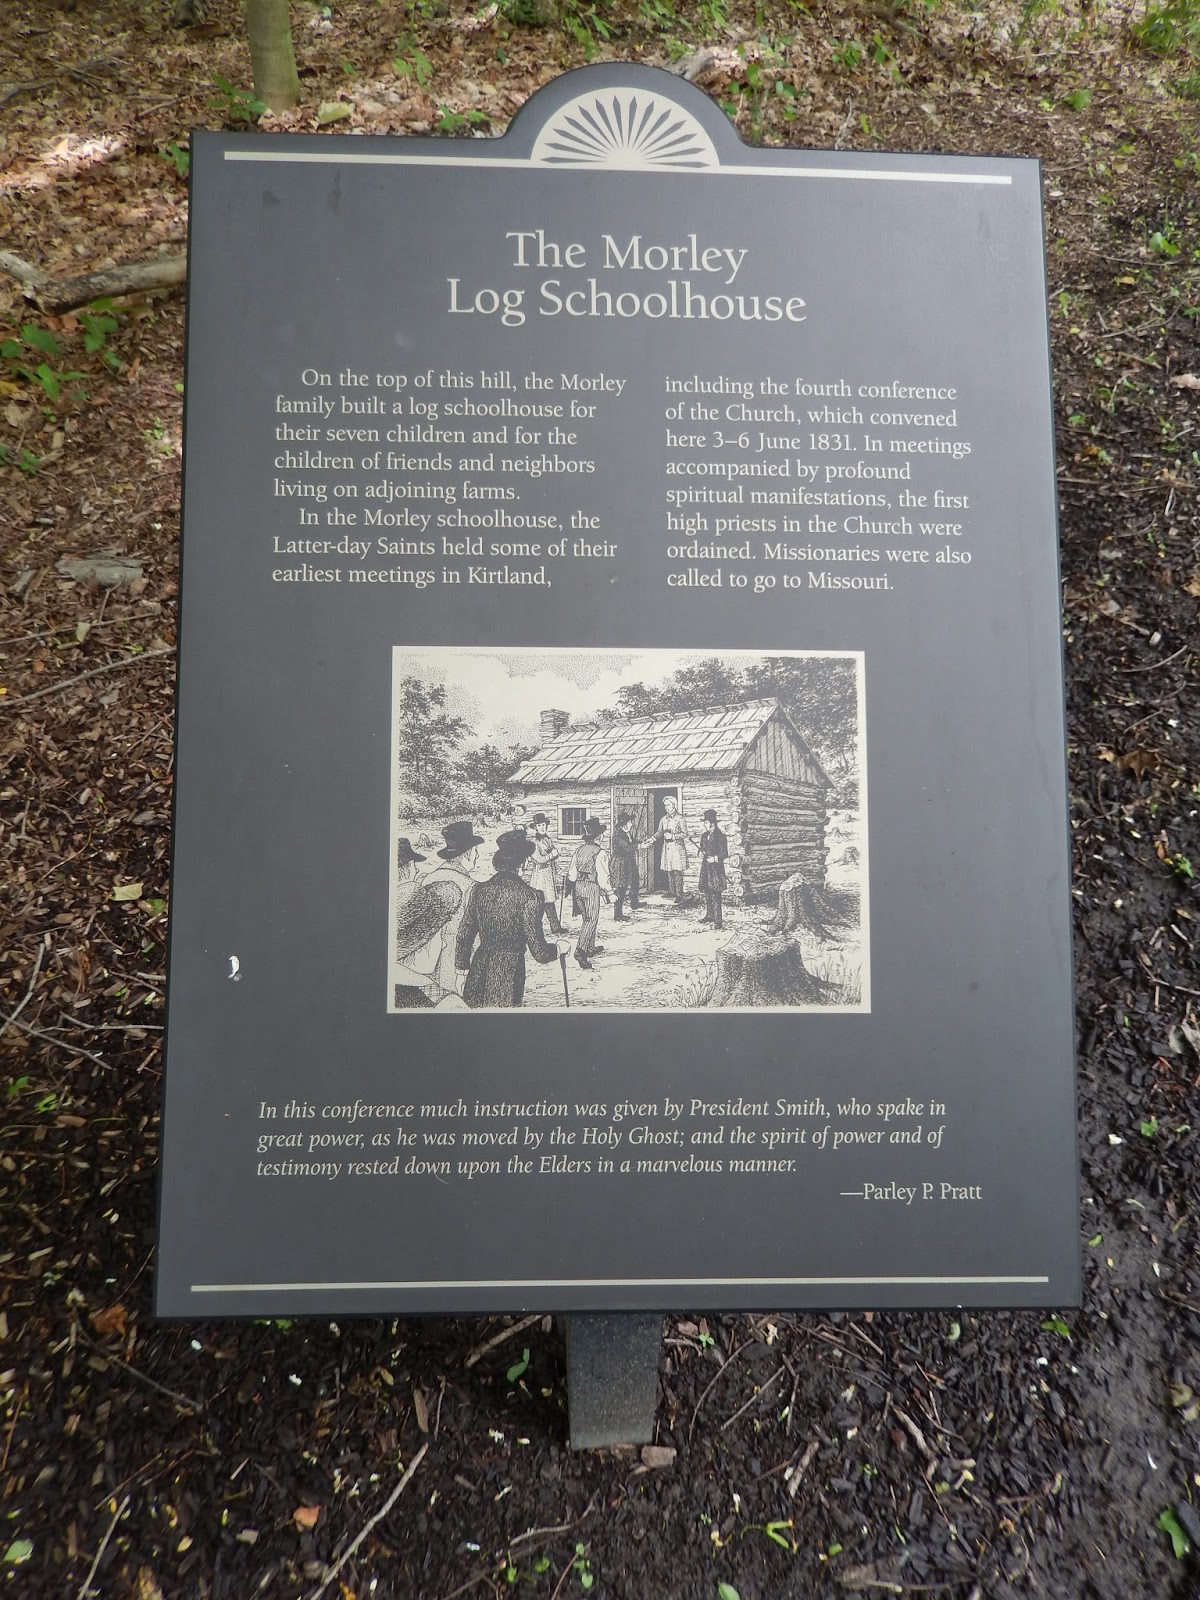 The Morley
Log Schoolhouse
On the top of this hill, the Morley
family built a log schoolhouse for
their seven children and for the
children of friends and neighbors
living on adjoining farms.
In the Morley schoolhouse, the
Latter-day Saints held some of their
earliest meetings in Kirtland,
including the fourth conference
of the Church, which convened
here 3–6 June 1831. In meetings
accompanied by profound
spiritual manifestations, the first
high priests in the Church were
ordained. Missionaries were also
called to go to Missouri.
In this conference much instruction was given by President Smith, who spake in
great power, as he was moved by the Holy Ghost; and the spirit of power and of
testimony rested down upon the Elders in a marvelous manner.
—Parley P. Pratt